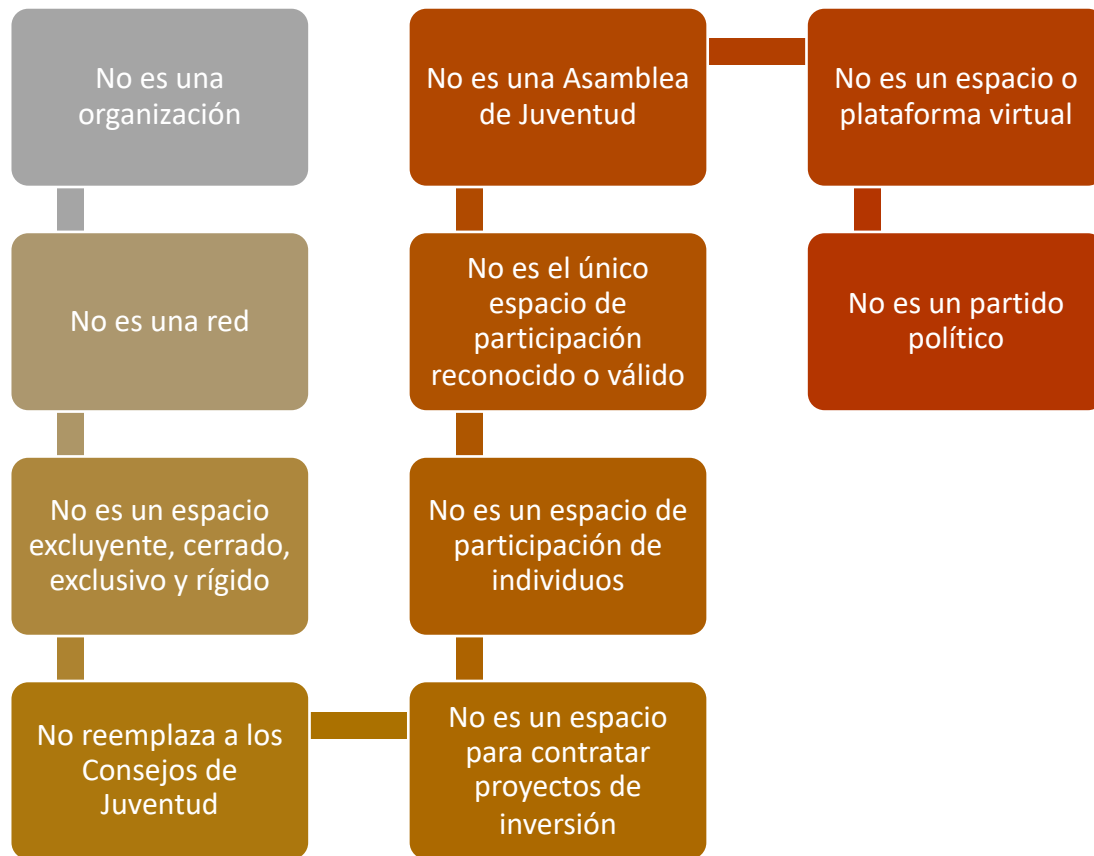 No es una
organización
No es una red
No es un espacio
excluyente, cerrado,
exclusivo y rígido
No reemplaza a los
Consejos de
Juventud
No es un espacio
para contratar
proyectos de
inversión
No es un espacio de
participación de
individuos
No es el único
espacio de
participación
reconocido o válido
No es una Asamblea
de Juventud
No es un espacio o
plataforma virtual
No es un partido
político